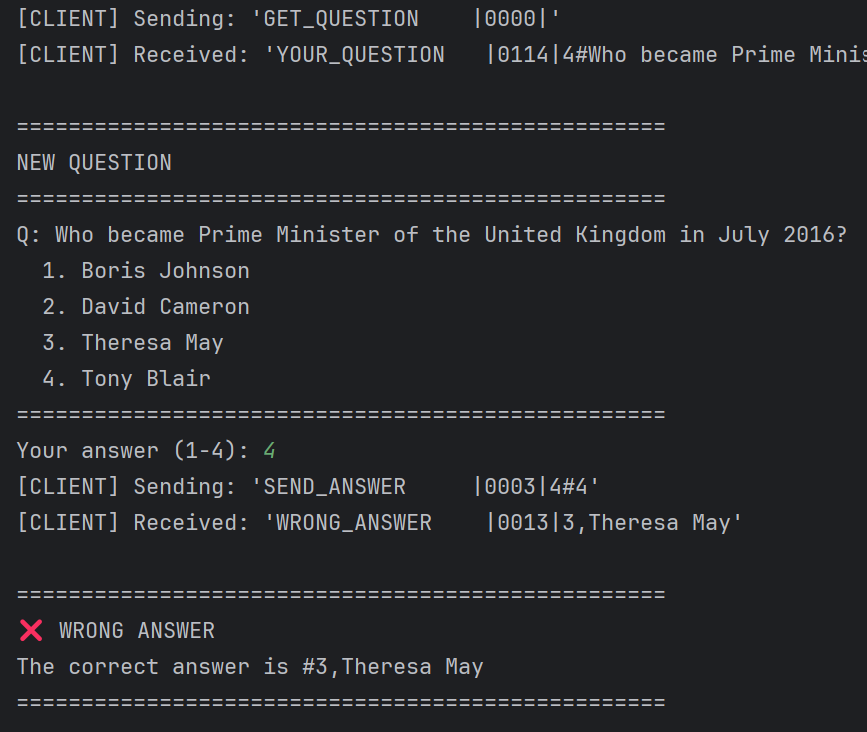 [CLIENT] Sending: 'GET_QUESTION    |0000|'
[CLIENT] Received: 'YOUR_QUESTION   |0114|4#Who became Prime
==================================================
NEW QUESTION
==================================================
Q: Who became Prime Minister of the United Kingdom in July 2016?
  1. Boris Johnson
  2. David Cameron
  3. Theresa May
  4. Tony Blair
==================================================
Your answer (1-4): 4
[CLIENT] Sending: 'SEND_ANSWER     |0003|4#4'
[CLIENT] Received: 'WRONG_ANSWER    |0013|3,Theresa May'
==================================================
❌ WRONG ANSWER
The correct answer is #3,Theresa May
==================================================